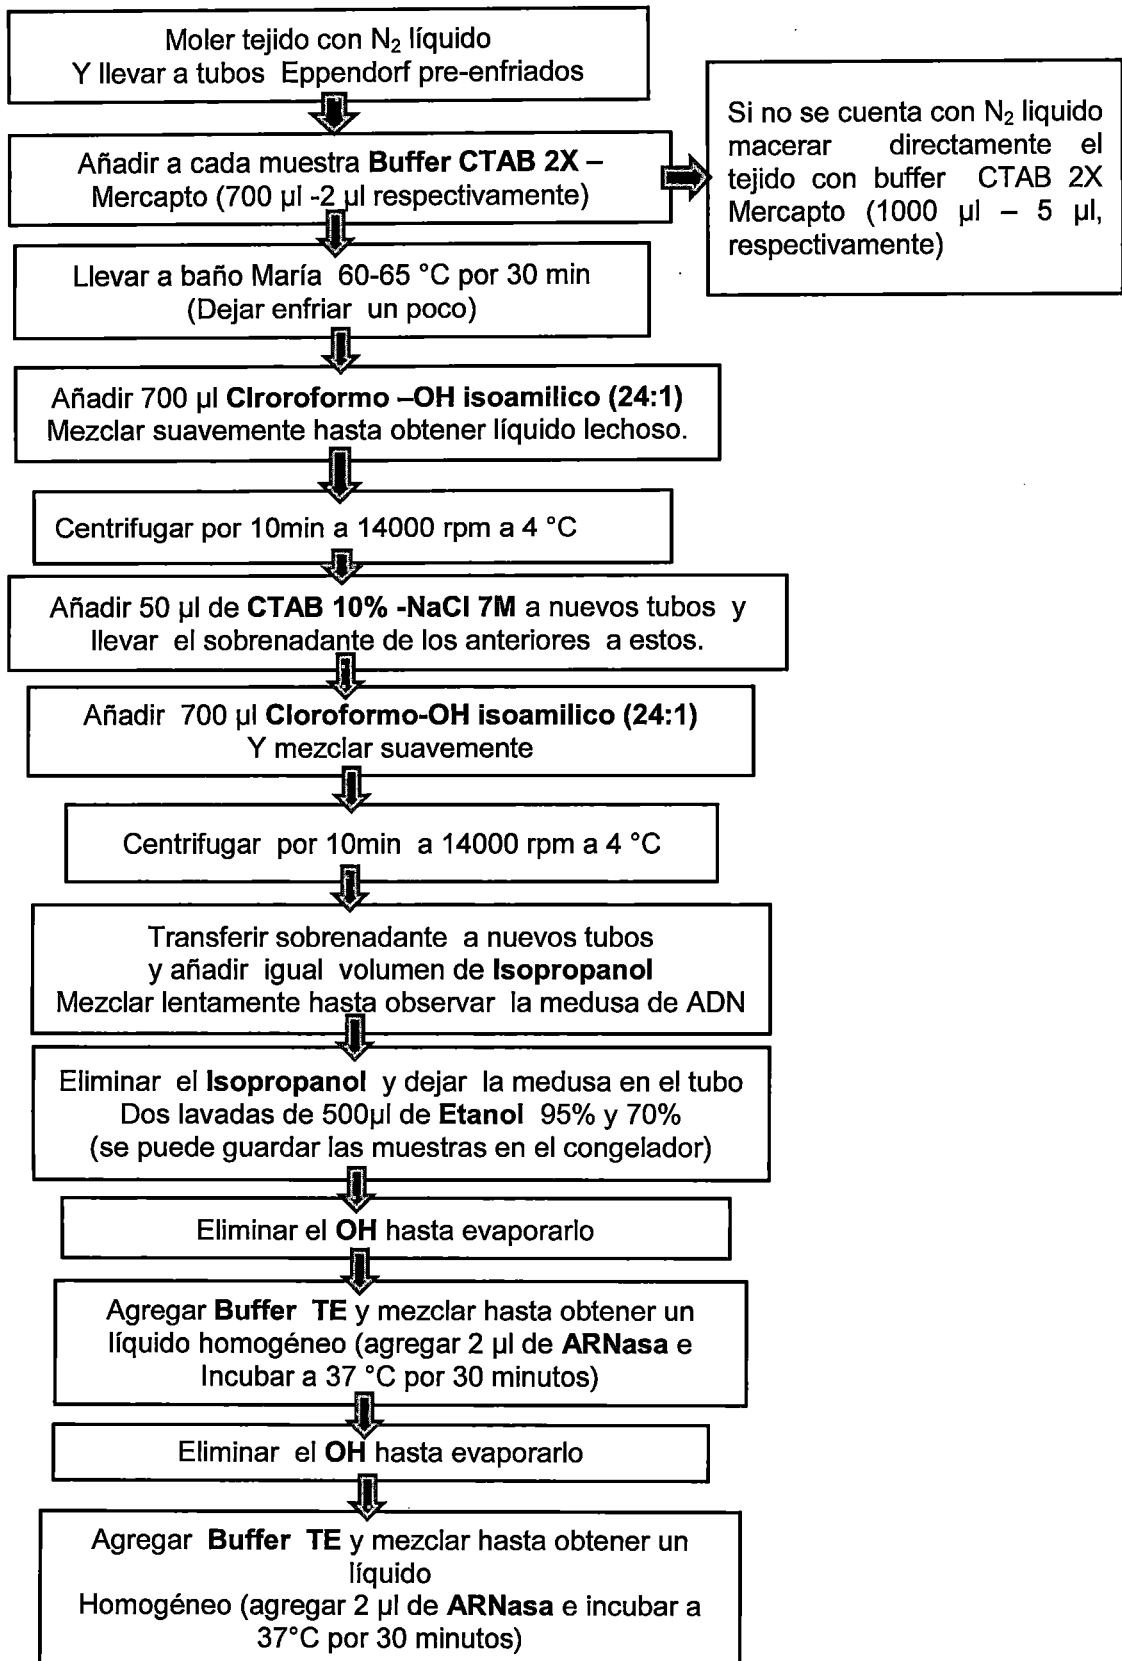 Moler tejido con N₂ líquido
Y llevar a tubos Eppendorf pre-enfriados
Añadir a cada muestra Buffer CTAB 2X –
Mercapto (700 µl -2 µl respectivamente)
Si no se cuenta con N₂ liquido
macerar directamente el
tejido con buffer CTAB 2X
Mercapto (1000 µl – 5 µl,
respectivamente)
Llevar a baño María 60-65 °C por 30 min
(Dejar enfriar un poco)
Añadir 700 µl Clroroformo –OH isoamilico (24:1)
Mezclar suavemente hasta obtener líquido lechoso.
Centrifugar por 10min a 14000 rpm a 4 °C
Añadir 50 µl de CTAB 10% -NaCl 7M a nuevos tubos y
llevar el sobrenadante de los anteriores a estos.
Añadir 700 µl Cloroformo-OH isoamilico (24:1)
Y mezclar suavemente
Centrifugar por 10min a 14000 rpm a 4 °C
Transferir sobrenadante a nuevos tubos
y añadir igual volumen de Isopropanol
Mezclar lentamente hasta observar la medusa de ADN
Eliminar el Isopropanol y dejar la medusa en el tubo
Dos lavadas de 500µl de Etanol 95% y 70%
(se puede guardar las muestras en el congelador)
Eliminar el OH hasta evaporarlo
Agregar Buffer TE y mezclar hasta obtener un
líquido homogéneo (agregar 2 µl de ARNasa e
Incubar a 37 °C por 30 minutos)
Eliminar el OH hasta evaporarlo
Agregar Buffer TE y mezclar hasta obtener un
líquido
Homogéneo (agregar 2 µl de ARNasa e incubar a
37°C por 30 minutos)